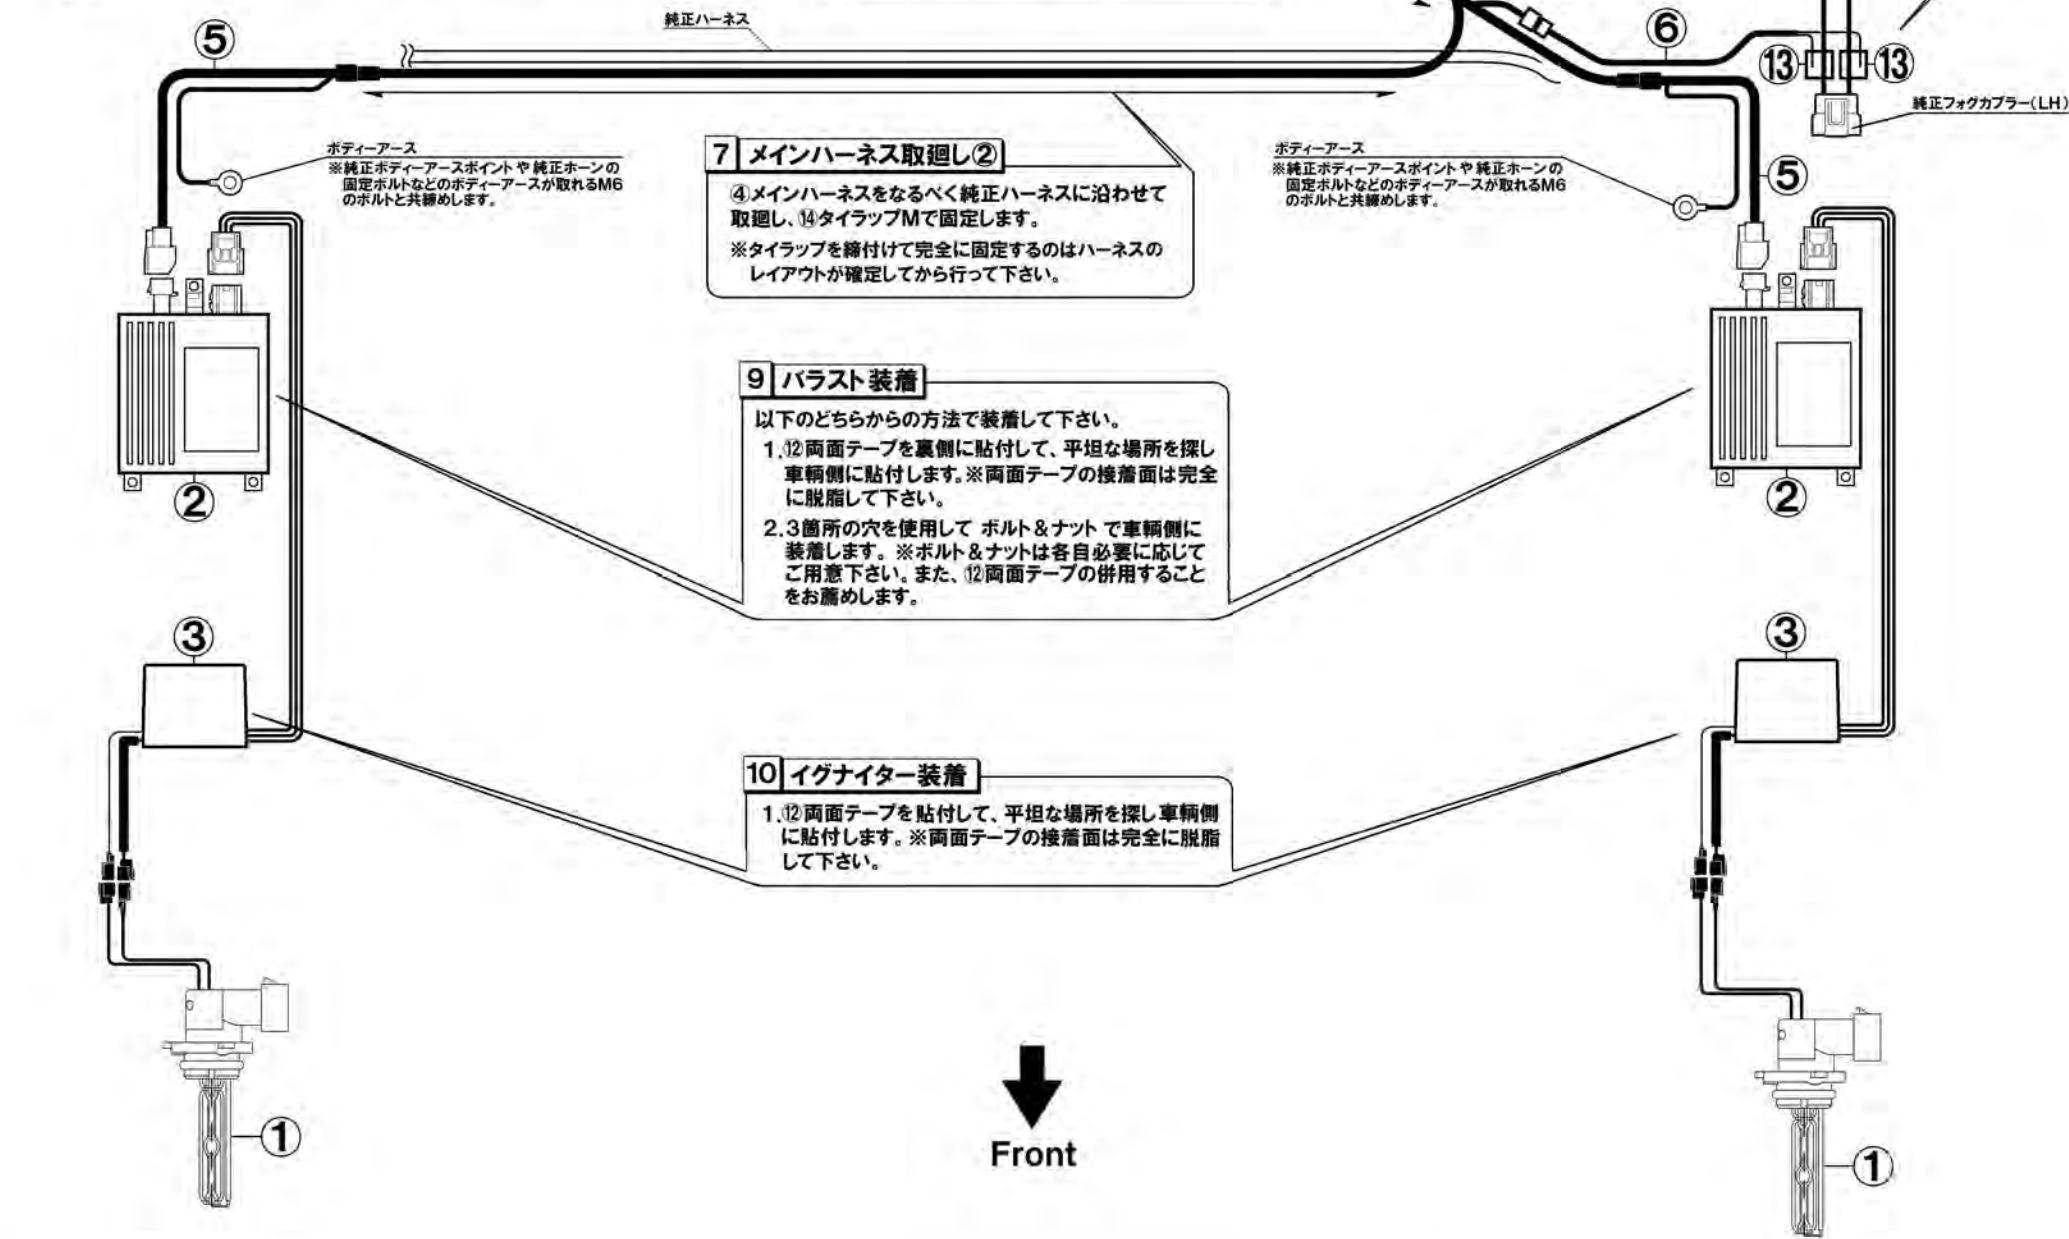 純正ハーネス
⑤
⑥
⑬
⑬
純正フォグカプラー(LH)
ボディーアース
※純正ボディーアースポイントや純正ホーンの
固定ボルトなどのボディーアースが取れるM6
のボルトと共締めします。
7 メインハーネス取廻し②
④メインハーネスをなるべく純正ハーネスに沿わせて
取廻し、⑭タイラップMで固定します。
※タイラップを締付けて完全に固定するのはハーネスの
レイアウトが確定してから行って下さい。
ボディーアース
※純正ボディーアースポイントや純正ホーンの
固定ボルトなどのボディーアースが取れるM6
のボルトと共締めします。
⑤
9 バラスト装着
以下のどちらからの方法で装着して下さい。
1.⑫両面テープを裏側に貼付して、平坦な場所を探し
車輌側に貼付します。※両面テープの接着面は完全
に脱脂して下さい。
2.3箇所の穴を使用して ボルト&ナット で車輌側に
装着します。※ボルト&ナットは各自必要に応じて
ご用意下さい。また、⑫両面テープの併用すること
をお薦めします。
②
②
③
③
10 イグナイター装着
1.⑫両面テープを貼付して、平坦な場所を探し車輌側
に貼付します。※両面テープの接着面は完全に脱脂
して下さい。
Front
①
①